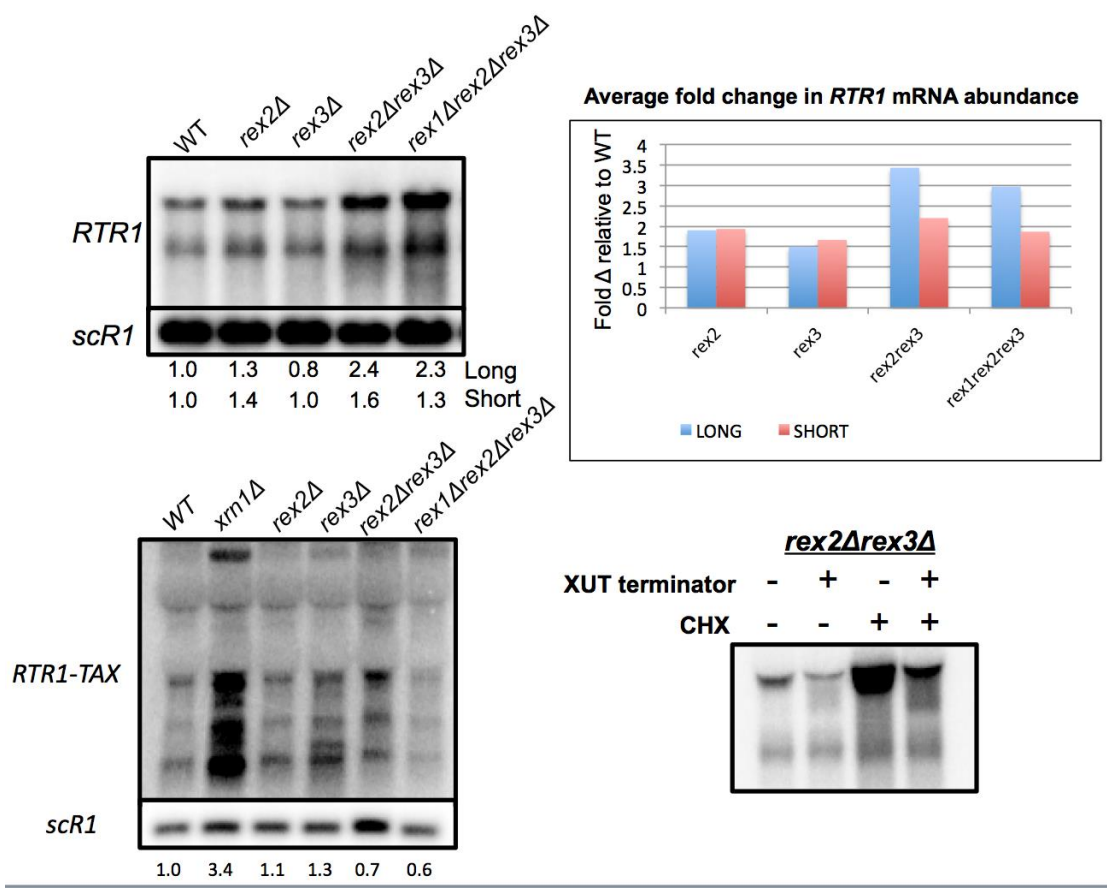 WT rex2Δ rex3Δ rex2Δrex3Δ rex1Δrex2Δrex3Δ
RTR1
scR1
1.0 1.3 0.8 2.4 2.3 Long
1.0 1.4 1.0 1.6 1.3 Short
Average fold change in RTR1 mRNA abundance
Fold Δ relative to WT
4
3.5
3
2.5
2
1.5
1
0.5
0
rex2 rex3 rex2rex3 rex1rex2rex3
LONG SHORT
WT xrn1Δ rex2Δ rex3Δ rex2Δrex3Δ rex1Δrex2Δrex3Δ
RTR1-TAX
scR1
1.0 3.4 1.1 1.3 0.7 0.6
rex2Δrex3Δ
XUT terminator - + - +
CHX - - + +